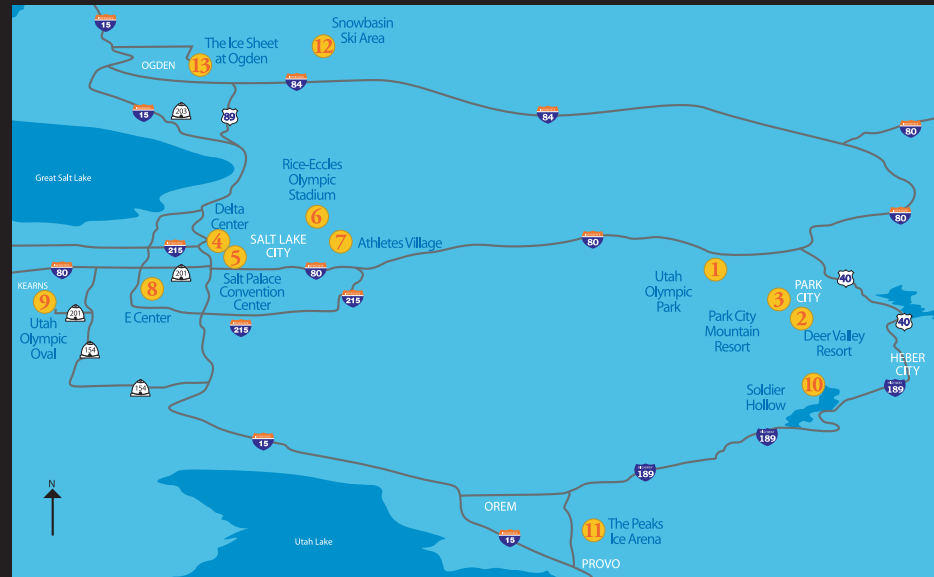 15
Snowbasin
Ski Area
12
The Ice Sheet
at Ogden
13
OGDEN
84
15
203
89
84
80
Great Salt Lake
Rice-Eccles
Olympic
Stadium
6
Delta
Center
4
SALT LAKE
CITY
5
7
Athletes Village
215
80
80
80
201
80
215
Salt Palace
Convention
Center
KEARNS
9
Utah
Olympic
Oval
201
8
E Center
215
154
154
1
Utah
Olympic
Park
3
PARK
CITY
40
2
Park City
Mountain
Resort
Deer Valley
Resort
40
HEBER
CITY
10
Soldier
Hollow
189
189
189
15
N
Utah Lake
OREM
15
11
The Peaks
Ice Arena
PROVO